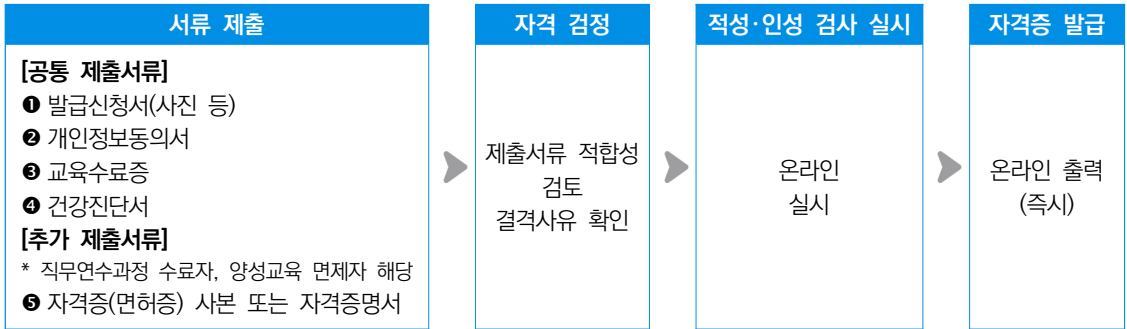 서류 제출
[공통 제출서류]
❶ 발급신청서(사진 등)
❷ 개인정보동의서
❸ 교육수료증
❹ 건강진단서
[추가 제출서류]
* 직무연수과정 수료자, 양성교육 면제자 해당
❺ 자격증(면허증) 사본 또는 자격증명서
자격 검정
제출서류 적합성
검토
결격사유 확인
적성·인성 검사 실시
온라인
실시
자격증 발급
온라인 출력
(즉시)